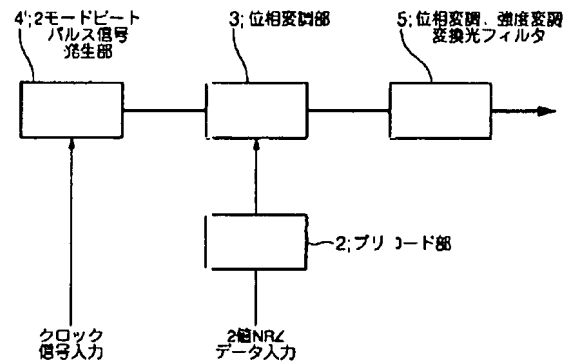 4';2モードビート
パルス信号
発生部
3;位相変調部
5;位相変調、強度変調
変換光フィルタ
2;プリコード部
クロック
信号入力
2値NRZ
データ入力